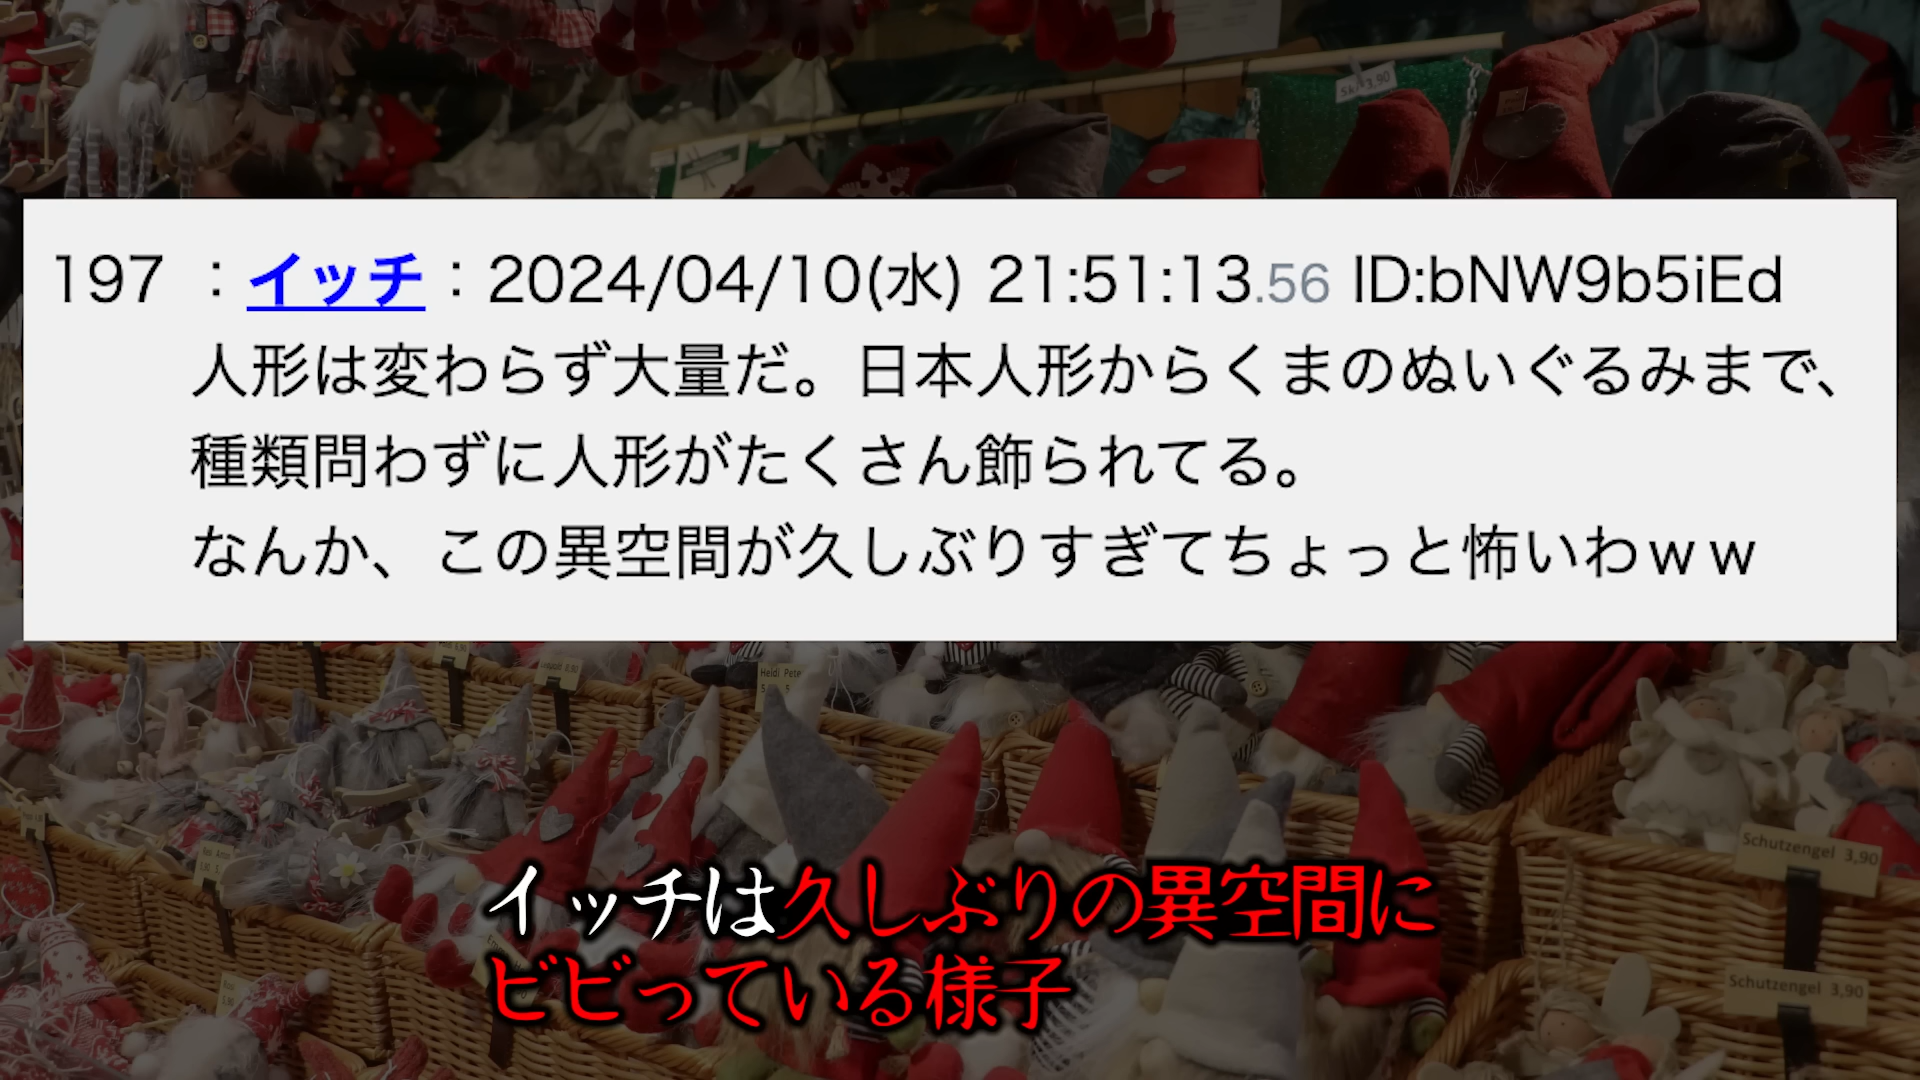 SK/ 3,90
197 ：イッチ：2024/04/10(水) 21:51:13.56 ID:bNW9b5iEd
人形は変わらず大量だ。日本人形からくまのぬいぐるみまで、
種類問わずに人形がたくさん飾られてる。
なんか、この異空間が久しぶりすぎてちょっと怖いわｗｗ
Heidi Pete
Schutzengel 3,90
イッチは久しぶりの異空間に
ビビっている様子
Schutzengel 3,90